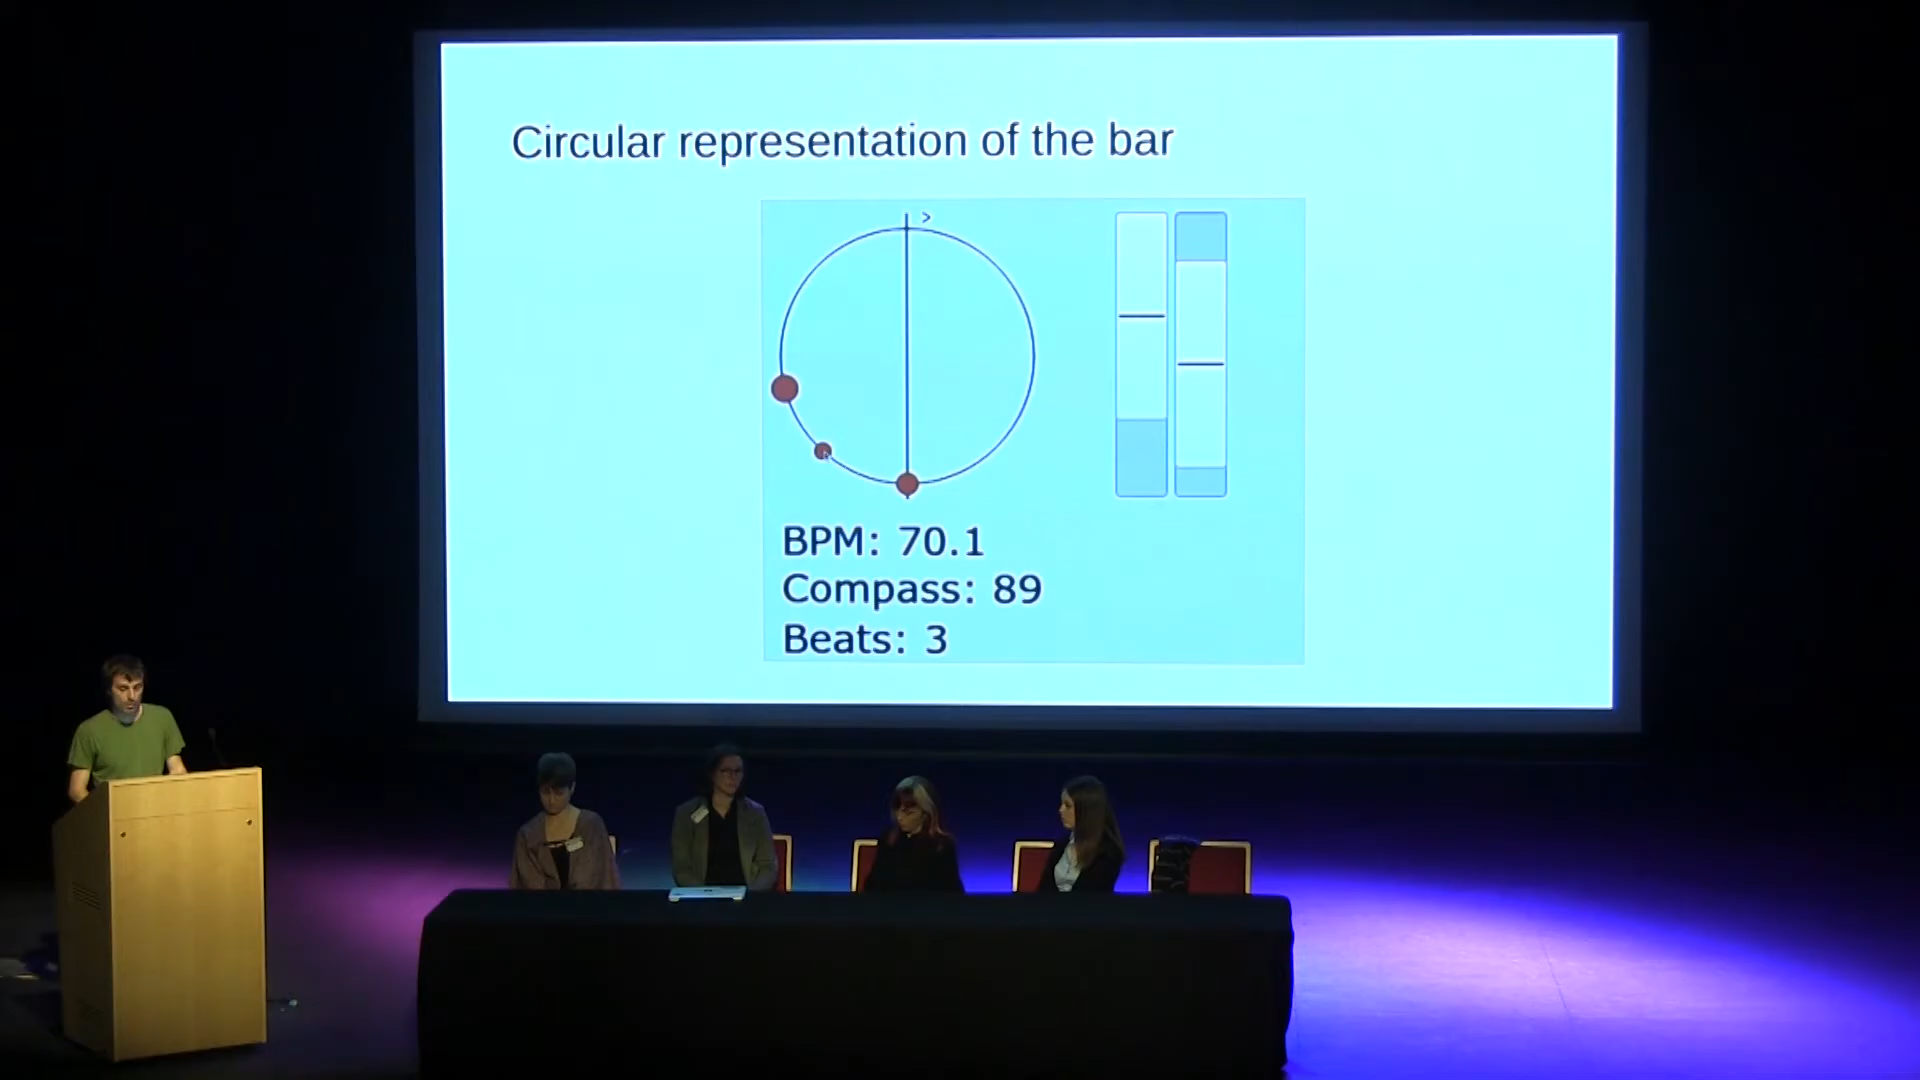 Circular representation of the bar
>
BPM: 70.1
Compass: 89
Beats: 3